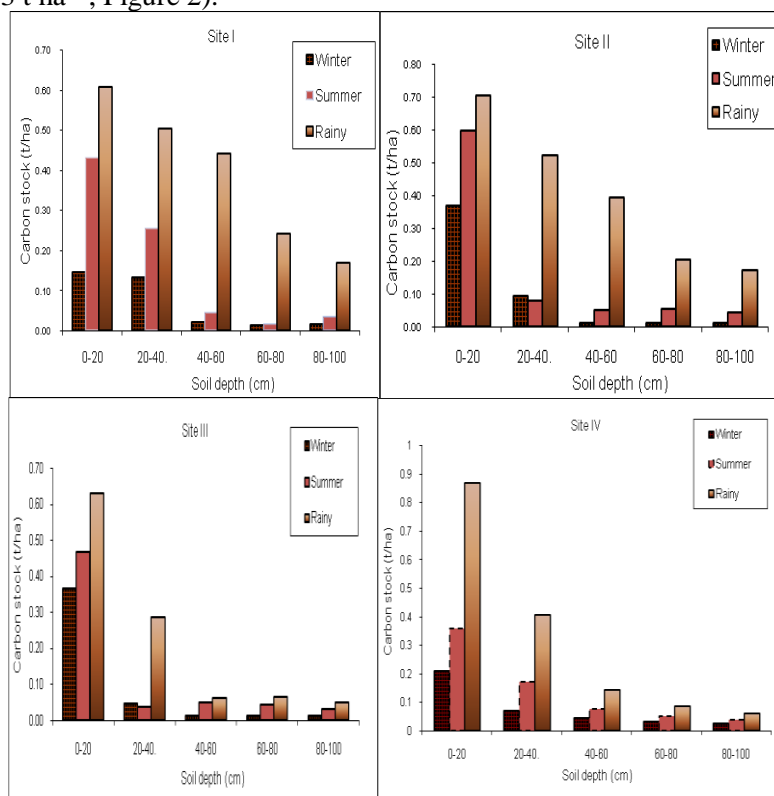 t ha , Figure 2).
Site I
Winter
Summer
Rainy
Carbon stock (t/ha)
0.70
0.60
0.50
0.40
0.30
0.20
0.10
0.00
0-20 20-40. 40-60 60-80 80-100
Soil depth (cm)
Site II
Winter
Summer
Rainy
Carbon stock (t/ha)
0.80
0.70
0.60
0.50
0.40
0.30
0.20
0.10
0.00
0-20 20-40. 40-60 60-80 80-100
Soil depth (cm)
Site III
Winter
Summer
Rainy
Carbon stock (t/ha)
0.70
0.60
0.50
0.40
0.30
0.20
0.10
0.00
0-20 20-40. 40-60 60-80 80-100
Soil depth (cm)
Site IV
Winter
Summer
Rainy
Carbon stock (t/ha)
1
0.9
0.8
0.7
0.6
0.5
0.4
0.3
0.2
0.1
0
0-20 20-40. 40-60 60-80 80-100
Soil depth (cm)